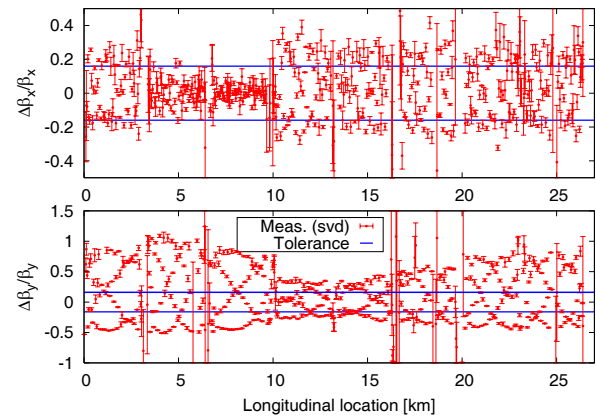 0.4
0.2
0
-0.2
-0.4
Δβx/βx
0 5 10 15 20 25
1.5
1
0.5
0
-0.5
-1
Δβy/βy
Meas. (svd)
Tolerance
0 5 10 15 20 25
Longitudinal location [km]